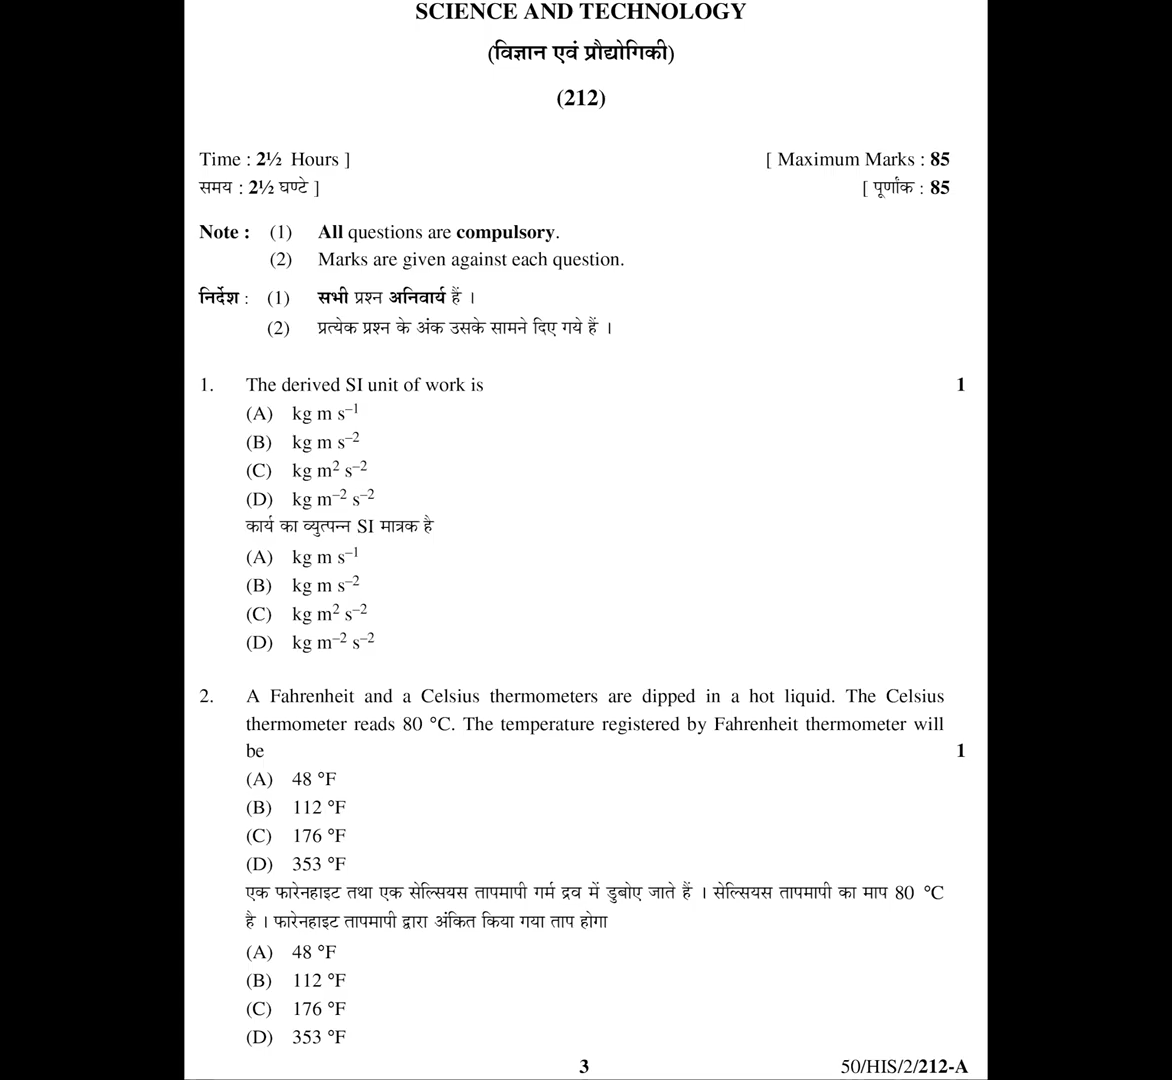 SCIENCE AND TECHNOLOGY
(विज्ञान एवं प्रौद्योगिकी)
(212)
Time : 2½ Hours ] [ Maximum Marks : 85
समय : 2½ घण्टे ] [ पूर्णांक : 85
Note : (1) All questions are compulsory.
(2) Marks are given against each question.
निर्देश : (1) सभी प्रश्न अनिवार्य हैं ।
(2) प्रत्येक प्रश्न के अंक उसके सामने दिए गये हैं ।
1. The derived SI unit of work is 1
(A) kg m s⁻¹
(B) kg m s⁻²
(C) kg m² s⁻²
(D) kg m⁻² s⁻²
कार्य का व्युत्पन्न SI मात्रक है
(A) kg m s⁻¹
(B) kg m s⁻²
(C) kg m² s⁻²
(D) kg m⁻² s⁻²
2. A Fahrenheit and a Celsius thermometers are dipped in a hot liquid. The Celsius
thermometer reads 80 °C. The temperature registered by Fahrenheit thermometer will
be 1
(A) 48 °F
(B) 112 °F
(C) 176 °F
(D) 353 °F
एक फारेनहाइट तथा एक सेल्सियस तापमापी गर्म द्रव में डुबोए जाते हैं । सेल्सियस तापमापी का माप 80 °C
है । फारेनहाइट तापमापी द्वारा अंकित किया गया ताप होगा
(A) 48 °F
(B) 112 °F
(C) 176 °F
(D) 353 °F
3 50/HIS/2/212-A